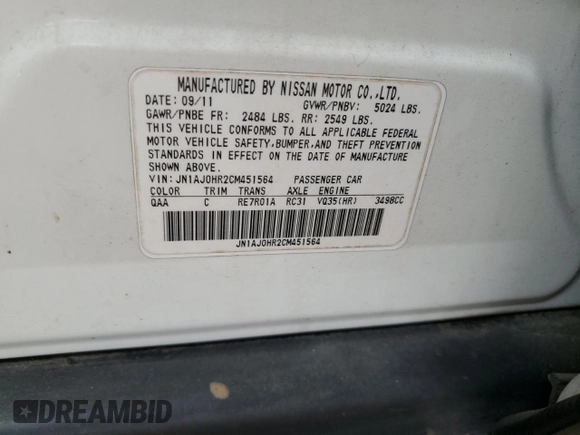 MANUFACTURED BY NISSAN MOTOR CO.,LTD.
DATE: 09/11 GVWR/PNBV: 5024 LBS.
GAWR/PNBE FR: 2484 LBS. RR: 2549 LBS.
THIS VEHICLE CONFORMS TO ALL APPLICABLE FEDERAL
MOTOR VEHICLE SAFETY,BUMPER,AND THEFT PREVENTION
STANDARDS IN EFFECT ON THE DATE OF MANUFACTURE
SHOWN ABOVE.
VIN: JN1AJ0HR2CM451564 PASSENGER CAR
COLOR TRIM TRANS AXLE ENGINE
QAA C RE7R01A RC31 VQ35(HR) 3498CC
JN1AJ0HR2CM451564
DREAMBID